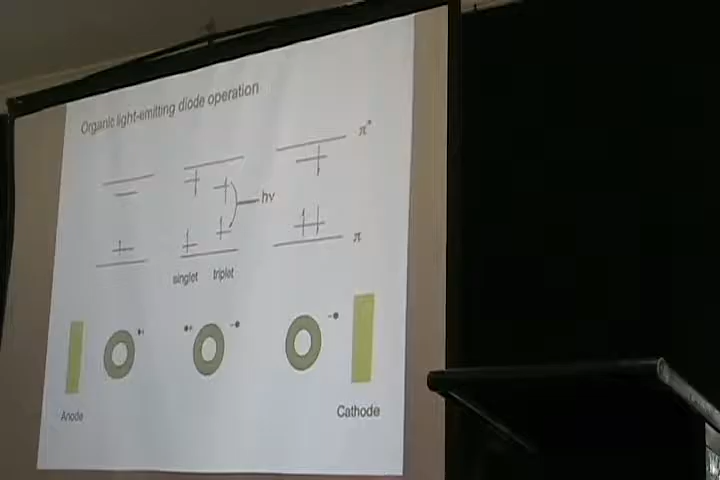 Organic light-emitting diode operation
π*
hν
π
singlet triplet
•+ •+ −• −•
Anode
Cathode